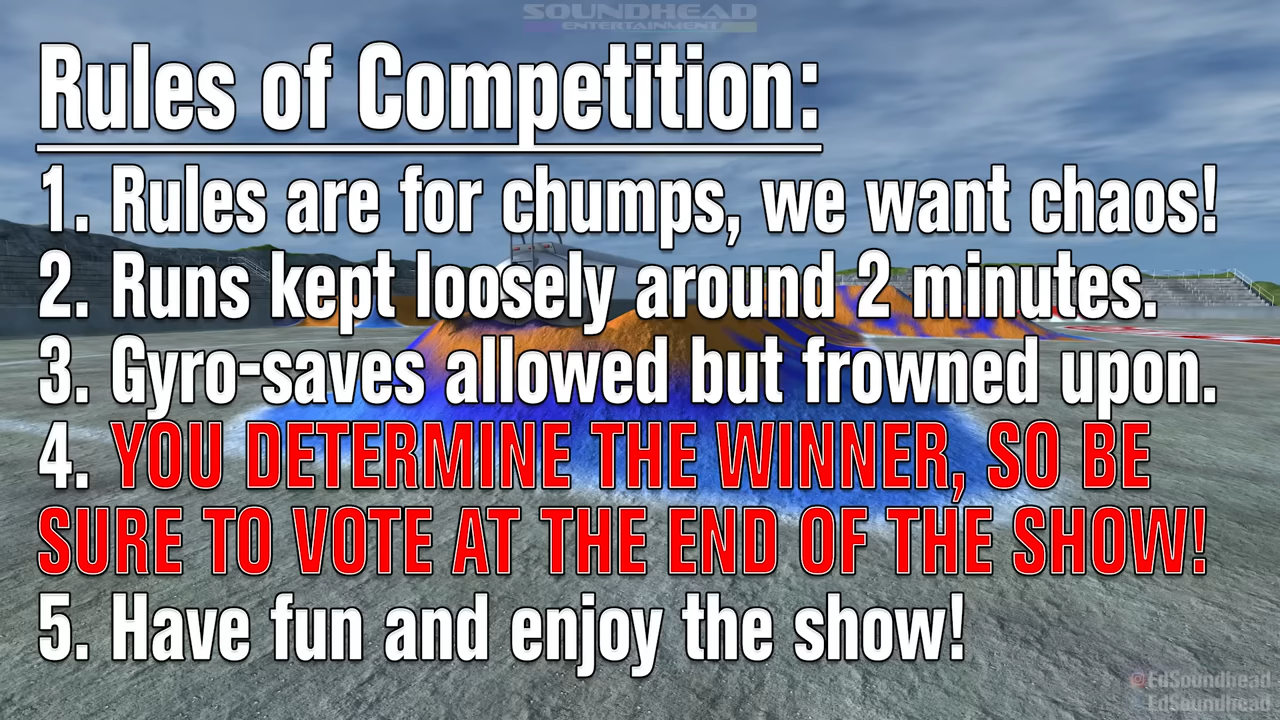 SOUNDHEAD
ENTERTAINMENT
Rules of Competition:
1. Rules are for chumps, we want chaos!
2. Runs kept loosely around 2 minutes.
3. Gyro-saves allowed but frowned upon.
4. YOU DETERMINE THE WINNER, SO BE
SURE TO VOTE AT THE END OF THE SHOW!
5. Have fun and enjoy the show!
EdSoundhead
EdSoundhead